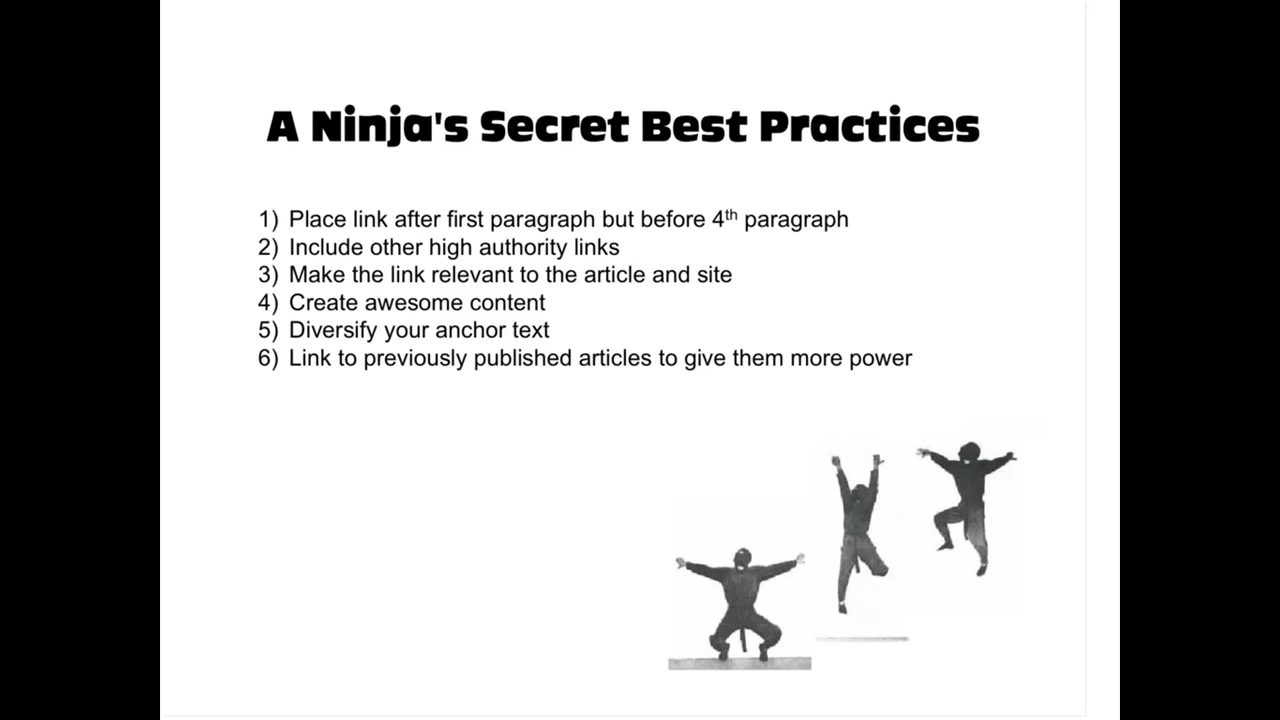 A Ninja's Secret Best Practices
1) Place link after first paragraph but before 4th paragraph
2) Include other high authority links
3) Make the link relevant to the article and site
4) Create awesome content
5) Diversify your anchor text
6) Link to previously published articles to give them more power